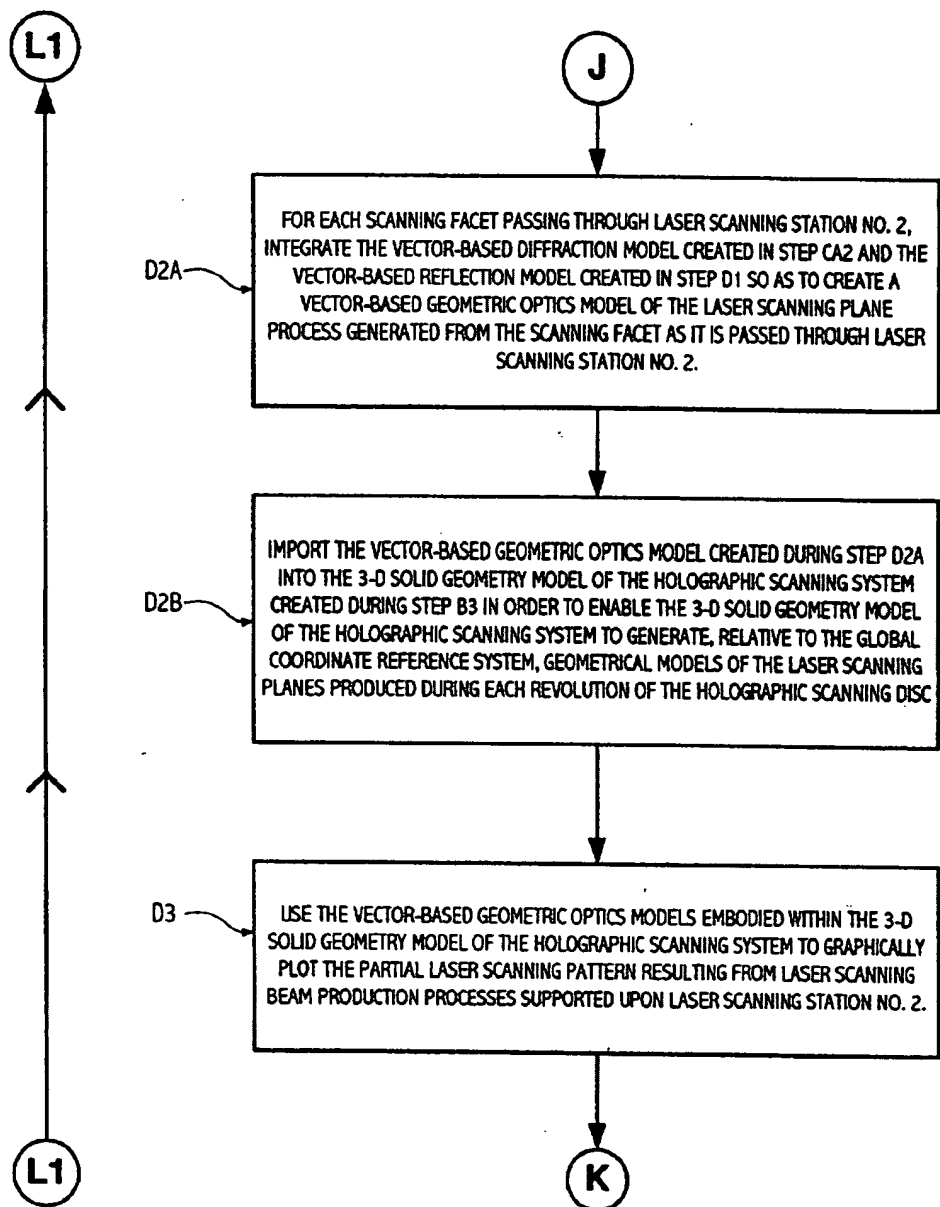 L1
J
D2A
FOR EACH SCANNING FACET PASSING THROUGH LASER SCANNING STATION NO. 2,
INTEGRATE THE VECTOR-BASED DIFFRACTION MODEL CREATED IN STEP CA2 AND THE
VECTOR-BASED REFLECTION MODEL CREATED IN STEP D1 SO AS TO CREATE A
VECTOR-BASED GEOMETRIC OPTICS MODEL OF THE LASER SCANNING PLANE
PROCESS GENERATED FROM THE SCANNING FACET AS IT IS PASSED THROUGH LASER
SCANNING STATION NO. 2.
D2B
IMPORT THE VECTOR-BASED GEOMETRIC OPTICS MODEL CREATED DURING STEP D2A
INTO THE 3-D SOLID GEOMETRY MODEL OF THE HOLOGRAPHIC SCANNING SYSTEM
CREATED DURING STEP B3 IN ORDER TO ENABLE THE 3-D SOLID GEOMETRY MODEL
OF THE HOLOGRAPHIC SCANNING SYSTEM TO GENERATE, RELATIVE TO THE GLOBAL
COORDINATE REFERENCE SYSTEM, GEOMETRICAL MODELS OF THE LASER SCANNING
PLANES PRODUCED DURING EACH REVOLUTION OF THE HOLOGRAPHIC SCANNING DISC
D3
USE THE VECTOR-BASED GEOMETRIC OPTICS MODELS EMBODIED WITHIN THE 3-D
SOLID GEOMETRY MODEL OF THE HOLOGRAPHIC SCANNING SYSTEM TO GRAPHICALLY
PLOT THE PARTIAL LASER SCANNING PATTERN RESULTING FROM LASER SCANNING
BEAM PRODUCTION PROCESSES SUPPORTED UPON LASER SCANNING STATION NO. 2.
L1
K